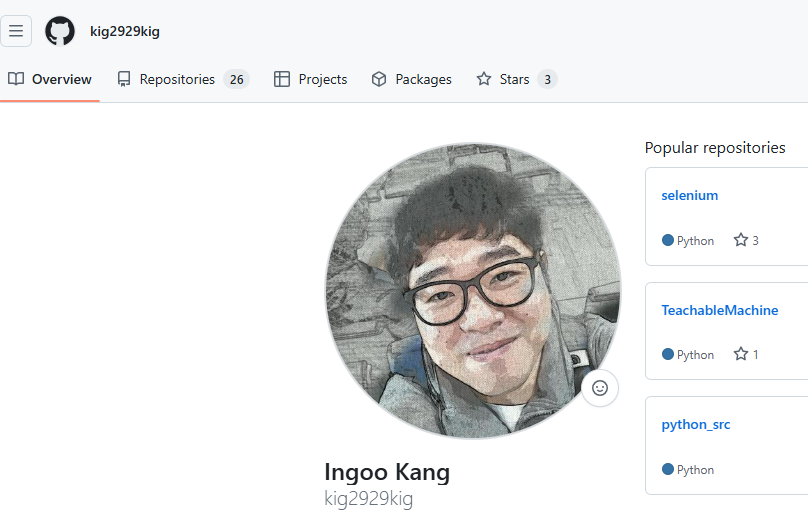 kig2929kig
Overview Repositories 26 Projects Packages Stars 3
Popular repositories
selenium
Python 3
TeachableMachine
Python 1
python_src
Python
Ingoo Kang
kig2929kig